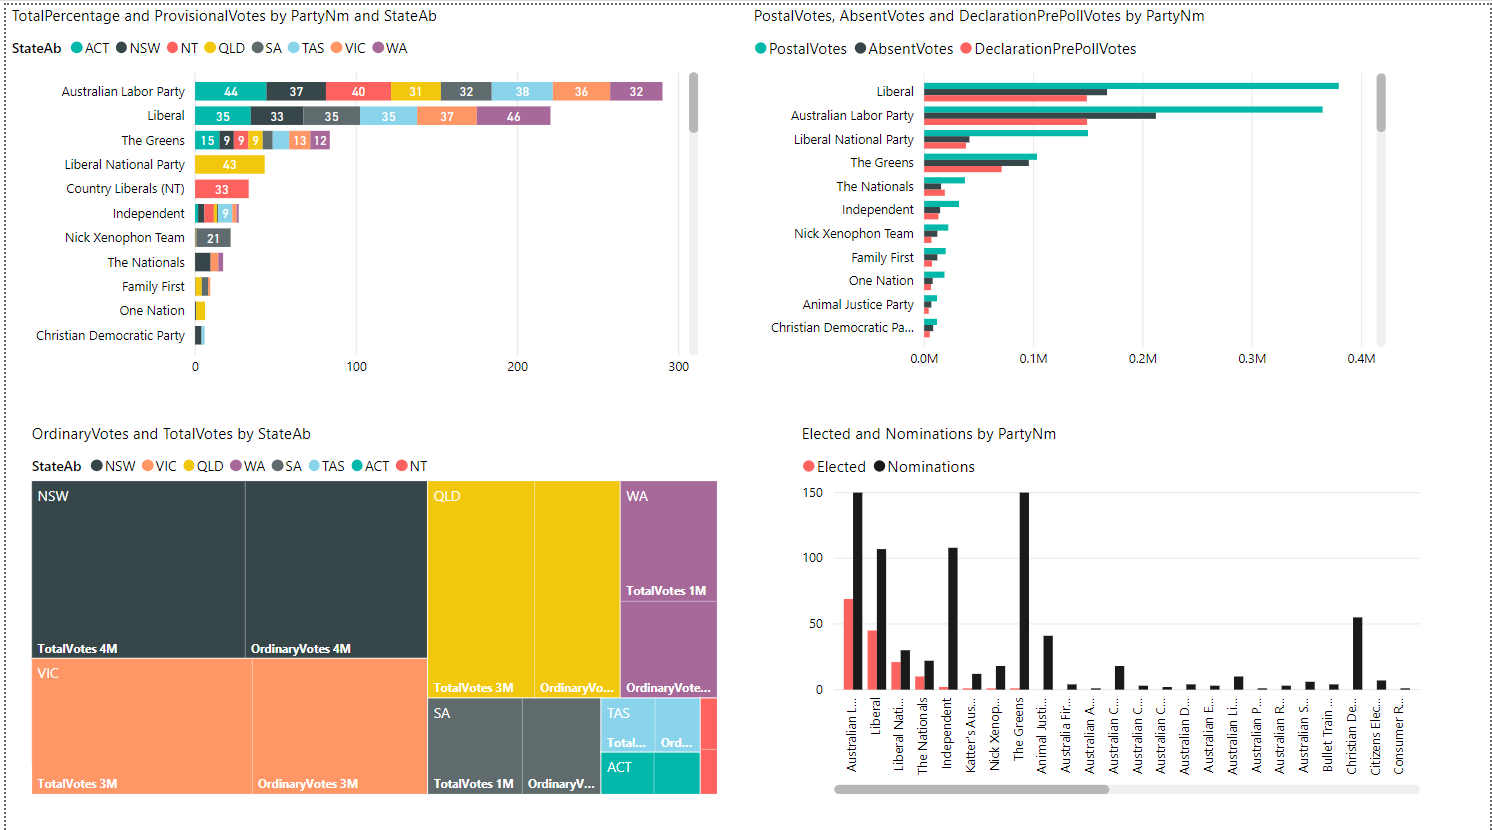 TotalPercentage and ProvisionalVotes by PartyNm and StateAb
StateAb ACT NSW NT QLD SA TAS VIC WA
Australian Labor Party 44 37 40 31 32 38 36 32
Liberal 35 33 35 35 37 46
The Greens 15 9 9 9 13 12
Liberal National Party 43
Country Liberals (NT) 33
Independent 9
Nick Xenophon Team 21
The Nationals
Family First
One Nation
Christian Democratic Party
0 100 200 300
PostalVotes, AbsentVotes and DeclarationPrePollVotes by PartyNm
PostalVotes AbsentVotes DeclarationPrePollVotes
Liberal
Australian Labor Party
Liberal National Party
The Greens
The Nationals
Independent
Nick Xenophon Team
Family First
One Nation
Animal Justice Party
Christian Democratic Pa...
0.0M 0.1M 0.2M 0.3M 0.4M
OrdinaryVotes and TotalVotes by StateAb
StateAb NSW VIC QLD WA SA TAS ACT NT
NSW
TotalVotes 4M
OrdinaryVotes 4M
VIC
TotalVotes 3M
OrdinaryVotes 3M
QLD
TotalVotes 3M
OrdinaryVo...
WA
TotalVotes 1M
OrdinaryVote...
SA
TotalVotes 1M
OrdinaryV...
TAS
Total...
Ord...
ACT
Elected and Nominations by PartyNm
Elected Nominations
150
100
50
0
Australian L...
Liberal
Liberal Nati...
The Nationals
Independent
Katter's Aus...
Nick Xenop...
The Greens
Animal Justi...
Australia Fir...
Australian A...
Australian C...
Australian C...
Australian C...
Australian D...
Australian E...
Australian Li...
Australian P...
Australian R...
Australian S...
Bullet Train ...
Christian De...
Citizens Elec...
Consumer R...